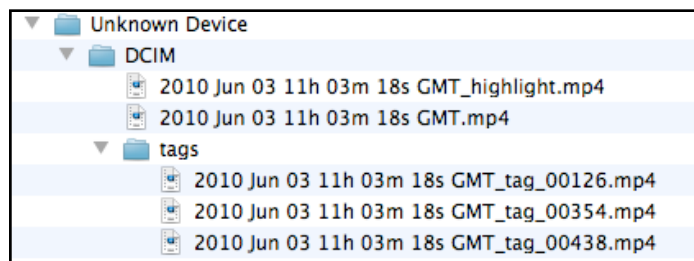 Unknown Device
DCIM
2010 Jun 03 11h 03m 18s GMT_highlight.mp4
2010 Jun 03 11h 03m 18s GMT.mp4
tags
2010 Jun 03 11h 03m 18s GMT_tag_00126.mp4
2010 Jun 03 11h 03m 18s GMT_tag_00354.mp4
2010 Jun 03 11h 03m 18s GMT_tag_00438.mp4